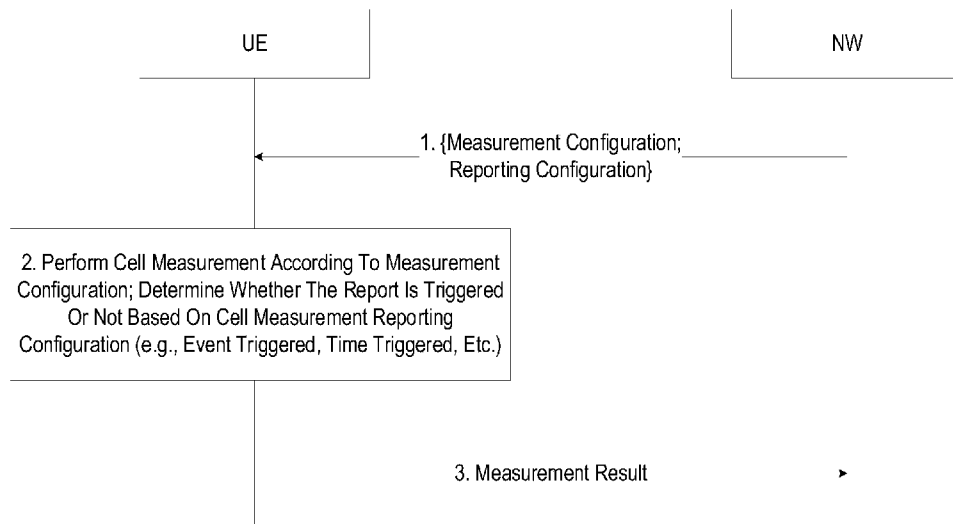 UE
NW
1. {Measurement Configuration;
Reporting Configuration}
2. Perform Cell Measurement According To Measurement
Configuration; Determine Whether The Report Is Triggered
Or Not Based On Cell Measurement Reporting
Configuration (e.g., Event Triggered, Time Triggered, Etc.)
3. Measurement Result